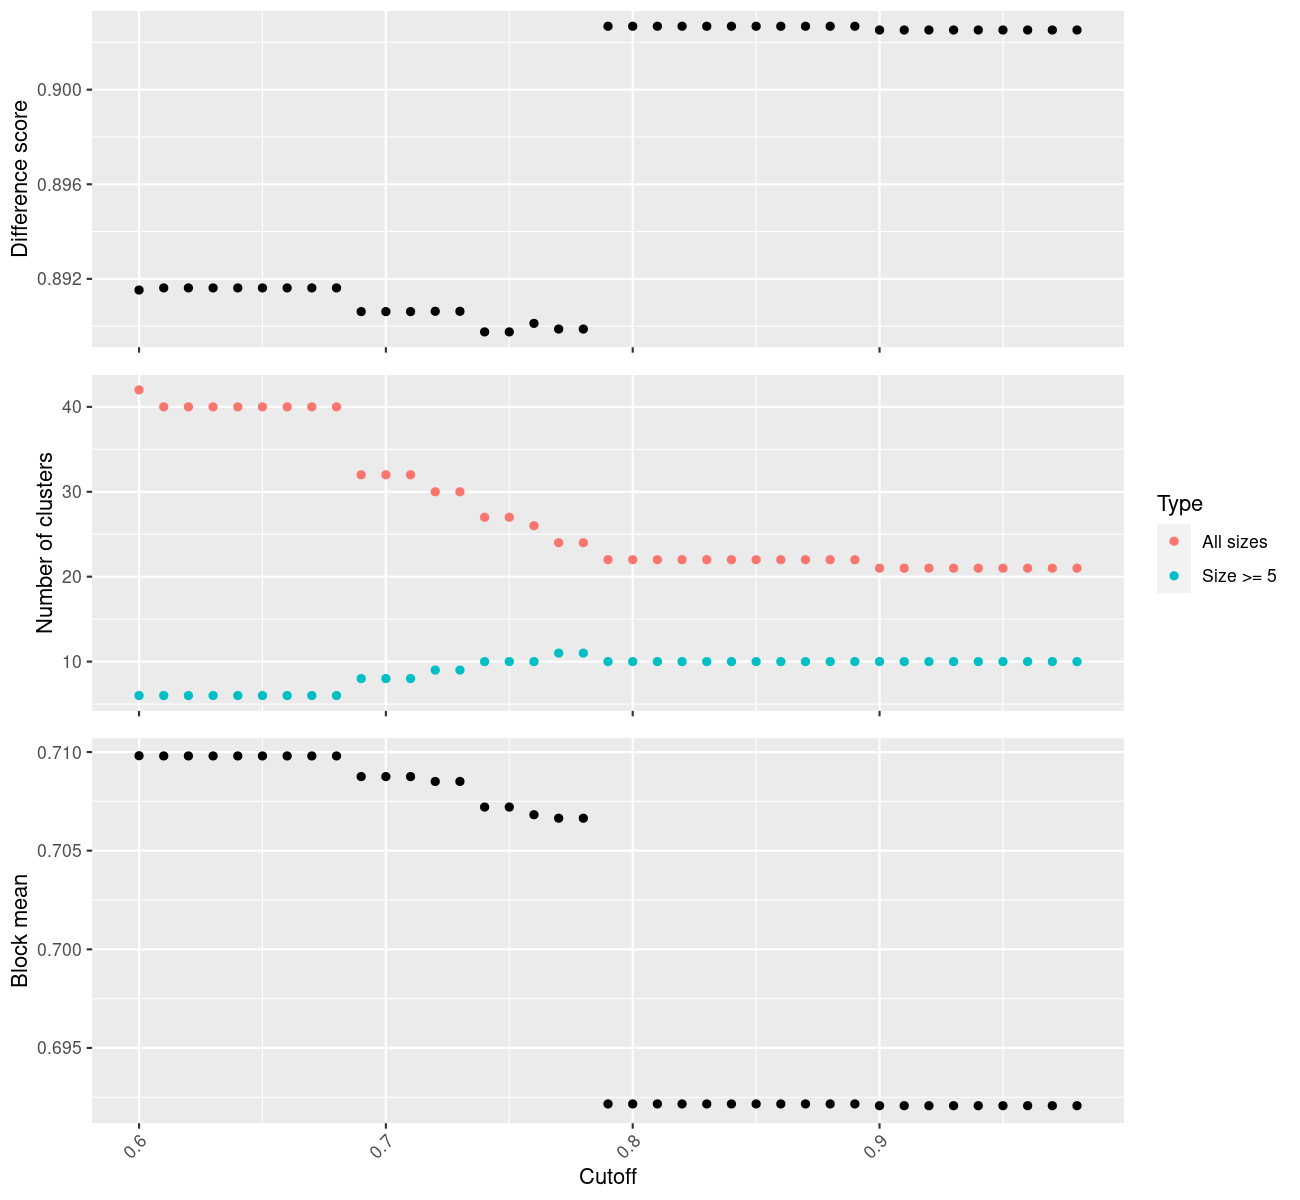 Difference score
0.900
0.896
0.892
Number of clusters
40
30
20
10
Type
All sizes
Size >= 5
Block mean
0.710
0.705
0.700
0.695
0.6
0.7
0.8
0.9
Cutoff